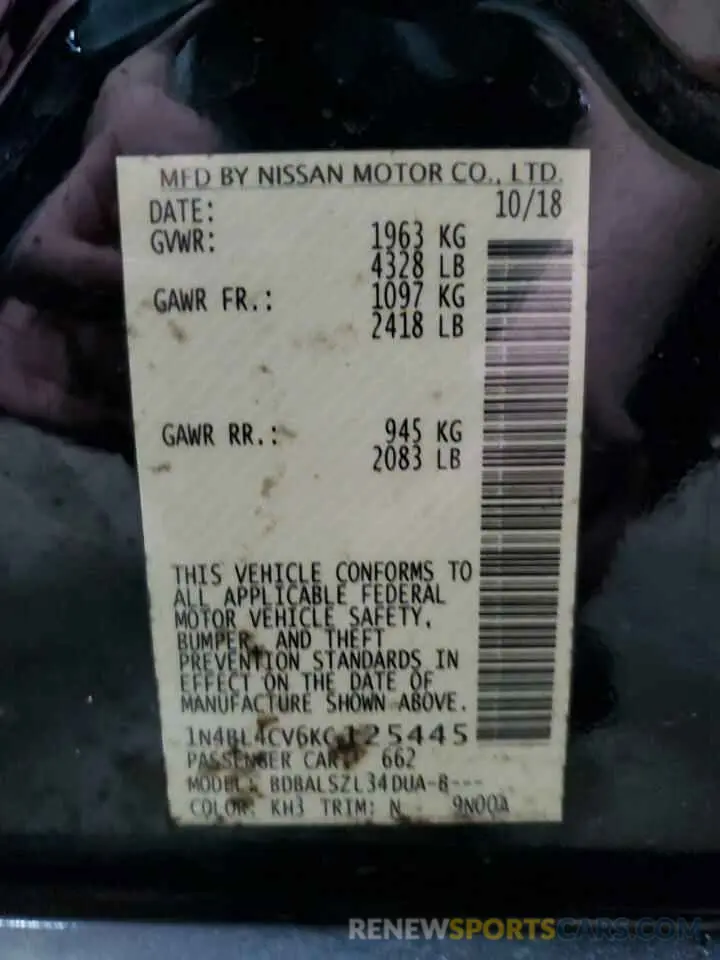 MFD BY NISSAN MOTOR CO., LTD.
DATE: 10/18
GVWR: 1963 KG
4328 LB
GAWR FR.: 1097 KG
2418 LB
GAWR RR.: 945 KG
2083 LB
THIS VEHICLE CONFORMS TO
ALL APPLICABLE FEDERAL
MOTOR VEHICLE SAFETY,
BUMPER, AND THEFT
PREVENTION STANDARDS IN
EFFECT ON THE DATE OF
MANUFACTURE SHOWN ABOVE.
1N4BL4CV6KC125445
PASSENGER CAR 662
MODEL: BDBALSZL34DUA-B---
COLOR: KH3 TRIM: N 9N00A
RENEWSPORTSCARS.COM